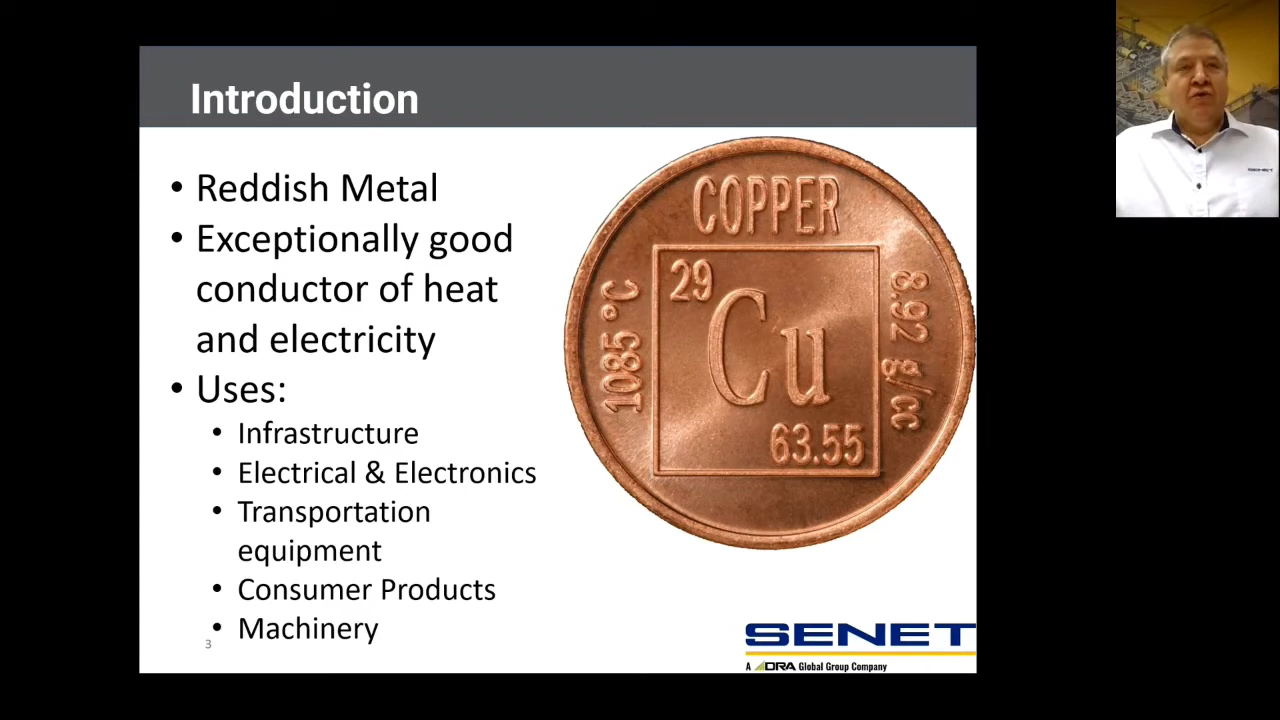 Introduction
• Reddish Metal
• Exceptionally good
conductor of heat
and electricity
• Uses:
• Infrastructure
• Electrical & Electronics
• Transportation
equipment
• Consumer Products
• Machinery
3
COPPER
29
Cu
63.55
1085 °C
8.92 g/cc
SENET
A DRA Global Group Company